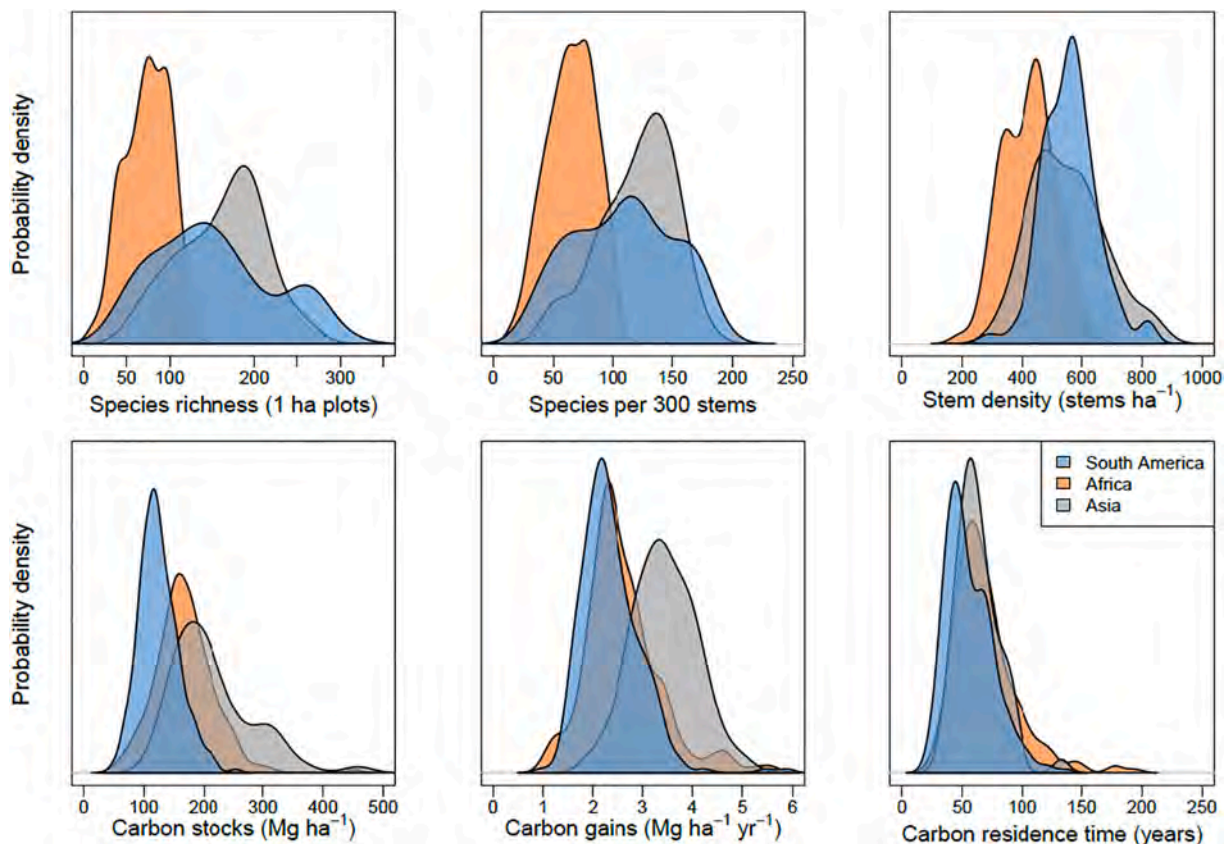 Probability density
0 50 100 200 300
Species richness (1 ha plots)
0 50 100 150 200 250
Species per 300 stems
0 200 400 600 800 1000
Stem density (stems ha⁻¹)
Probability density
0 100 200 300 400 500
Carbon stocks (Mg ha⁻¹)
0 1 2 3 4 5 6
Carbon gains (Mg ha⁻¹ yr⁻¹)
South America
Africa
Asia
0 50 100 150 200 250
Carbon residence time (years)